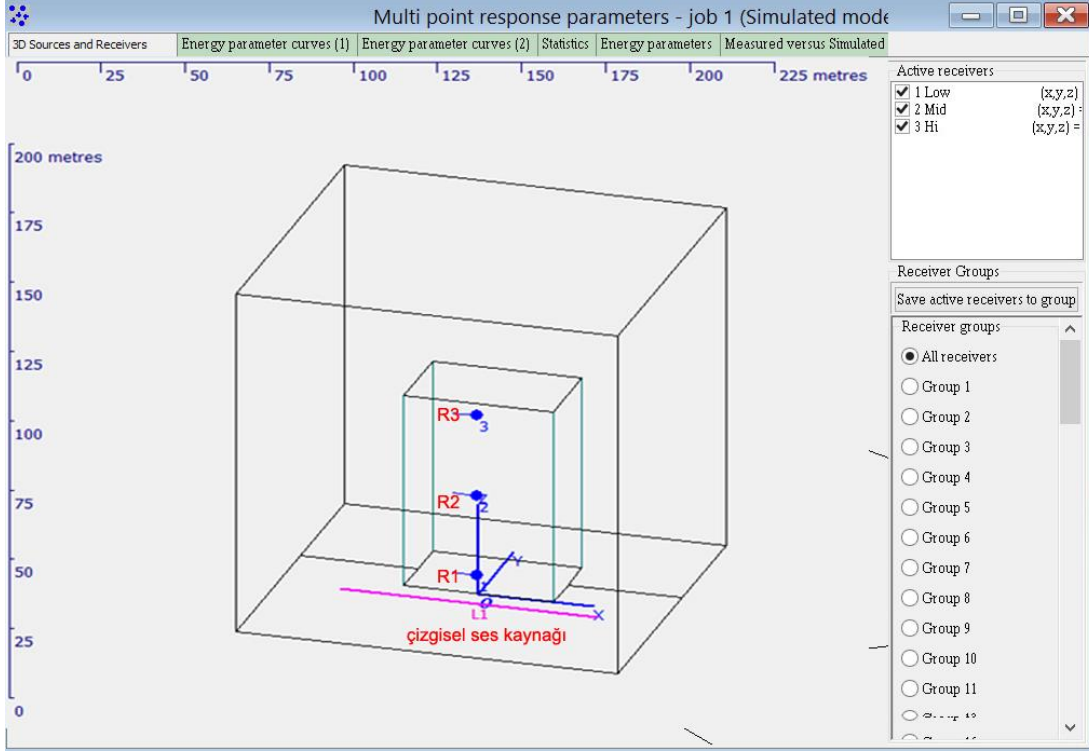 Multi point response parameters - job 1 (Simulated mode
3D Sources and Receivers Energy parameter curves (1) Energy parameter curves (2) Statistics Energy parameters Measured versus Simulated
0 25 50 75 100 125 150 175 200 225 metres
Active receivers
1 Low (x,y,z)
2 Mid (x,y,z) =
3 Hi (x,y,z) =
Receiver Groups
Save active receivers to group
Receiver groups
All receivers
Group 1
Group 2
Group 3
Group 4
Group 5
Group 6
Group 7
Group 8
Group 9
Group 10
Group 11
200 metres
175
150
125
100
75
50
25
0
R3 3
R2 2
R1 1
Y
O
X
L1
çizgisel ses kaynağı